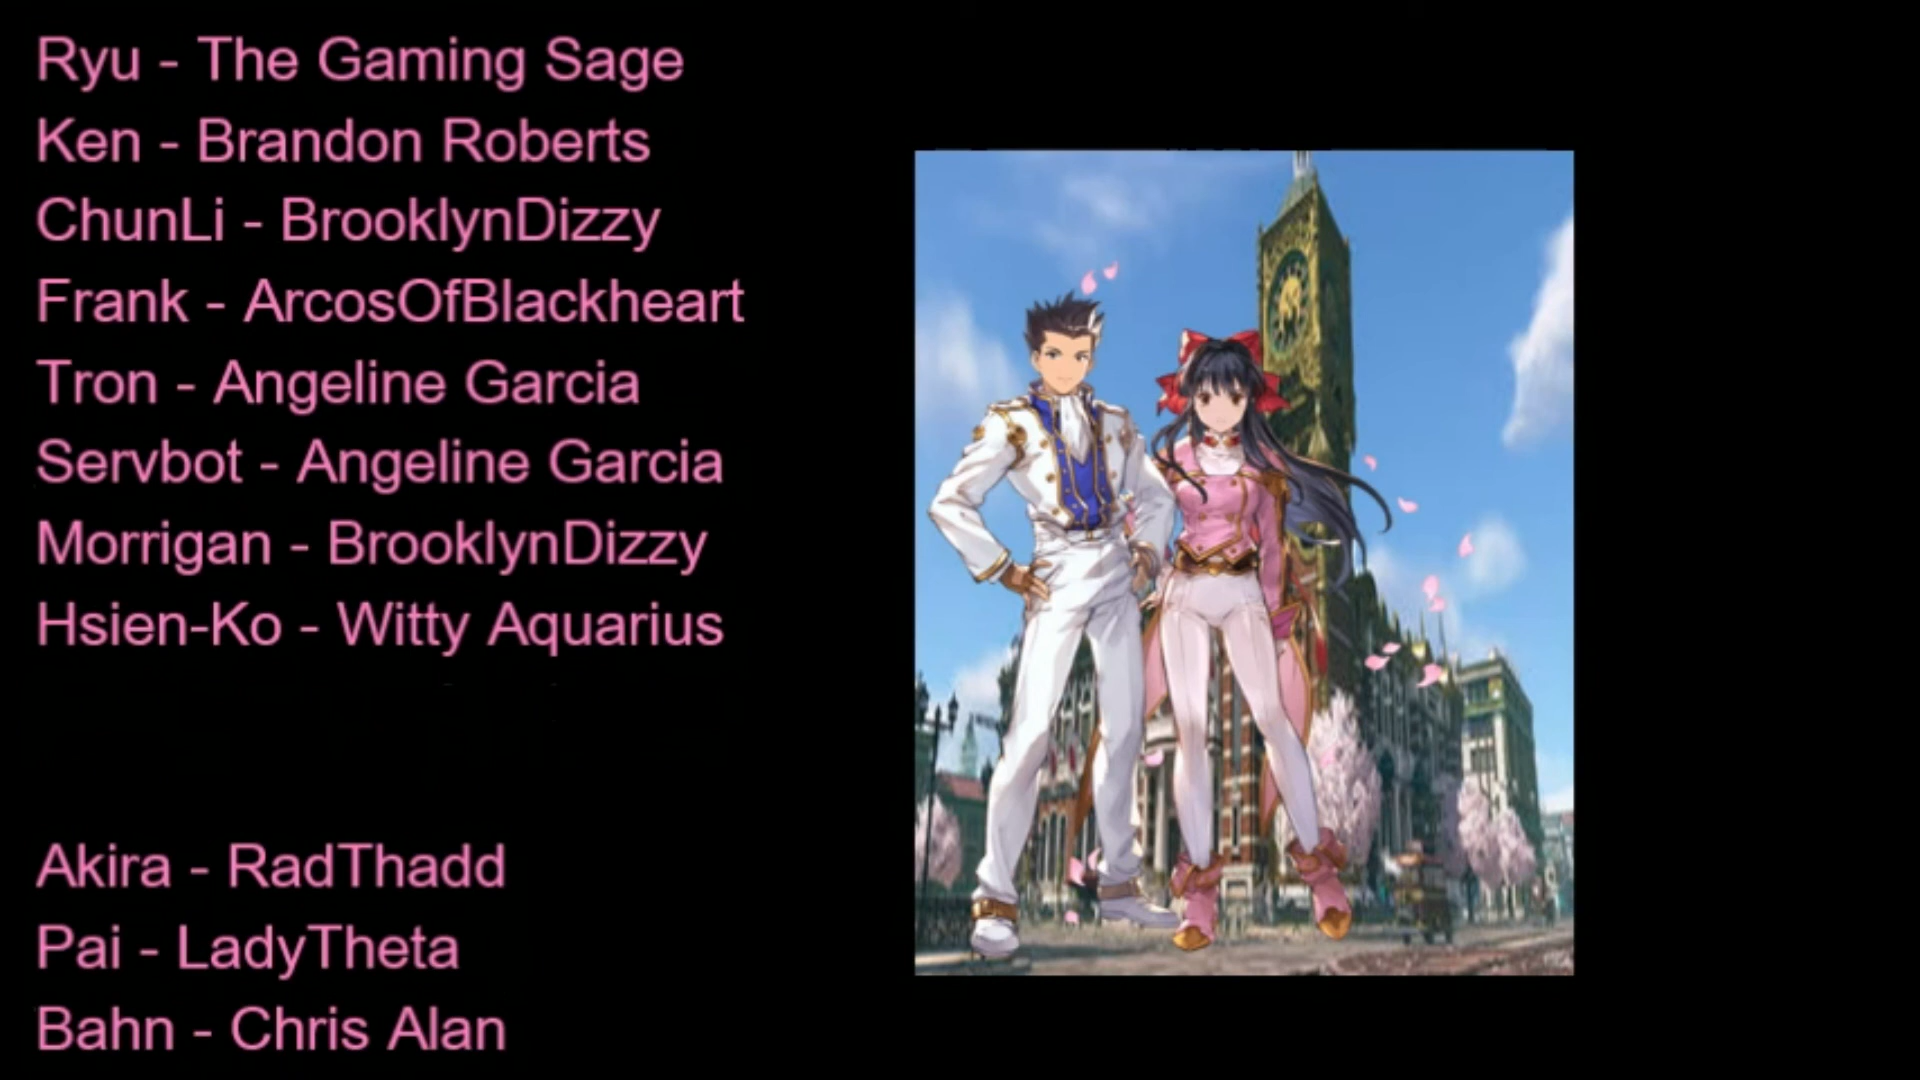 Ryu - The Gaming Sage
Ken - Brandon Roberts
ChunLi - BrooklynDizzy
Frank - ArcosOfBlackheart
Tron - Angeline Garcia
Servbot - Angeline Garcia
Morrigan - BrooklynDizzy
Hsien-Ko - Witty Aquarius
Akira - RadThadd
Pai - LadyTheta
Bahn - Chris Alan